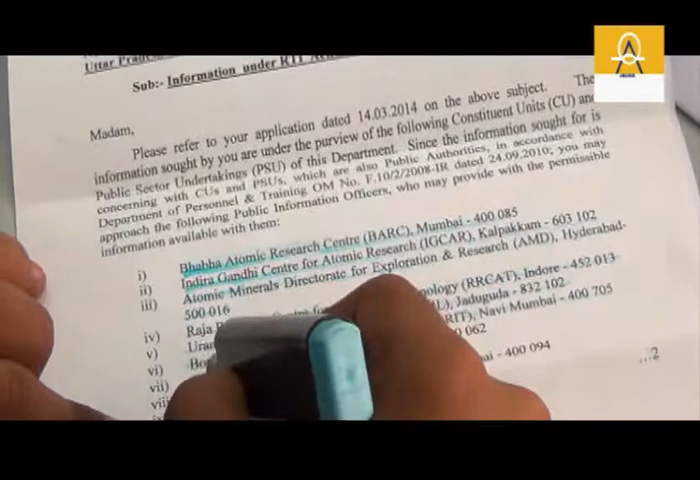 Uttar
Sub:- Information under RTI
Madam,
Please refer to your application dated 14.03.2014 on the above subject. The
information sought by you are under the purview of the following Constituent Units (CU) and
Public Sector Undertakings (PSU) of this Department. Since the information sought for is
concerning with CUs and PSUs, which are also Public Authorities, in accordance with
Department of Personnel & Training OM No. F.10/2/2008-IR dated 24.09.2010; you may
approach the following Public Information Officers, who may provide with the permissible
information available with them:
i) Bhabha Atomic Research Centre (BARC), Mumbai - 400 085
ii) Indira Gandhi Centre for Atomic Research (IGCAR), Kalpakkam - 603 102
iii) Atomic Minerals Directorate for Exploration & Research (AMD), Hyderabad-
500 016
iv) Raja (RRCAT), Indore - 452 013
v) Jaduguda - 832 102
vi) Navi Mumbai - 400 705
vii) 062
viii - 400 094
...2